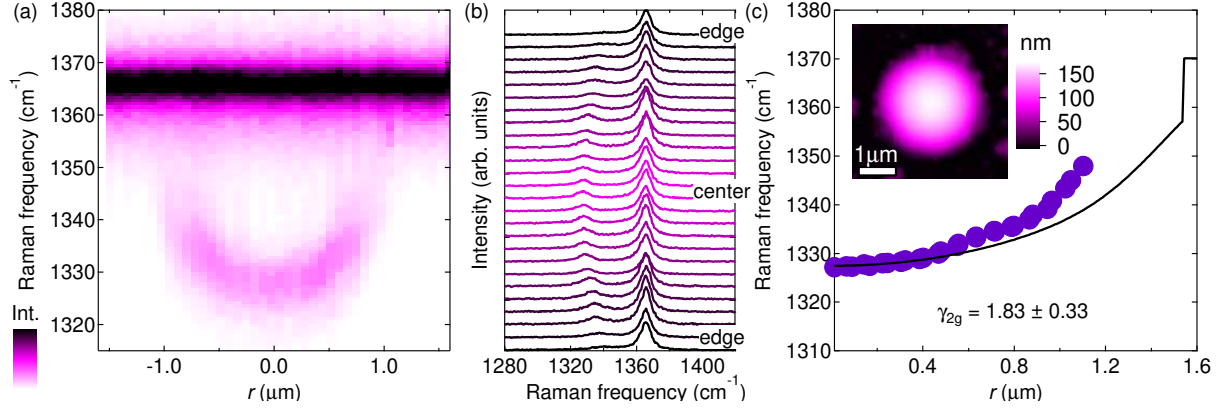 (a)
1380
1370
1360
1350
1340
1330
1320
Raman frequency (cm⁻¹)
Int.
-1.0
0.0
1.0
r (μm)
(b)
Intensity (arb. units)
edge
center
edge
1280
1320
1360
1400
Raman frequency (cm⁻¹)
(c)
1380
1370
1360
1350
1340
1330
1320
1310
Raman frequency (cm⁻¹)
nm
150
100
50
0
1μm
γ2g = 1.83 ± 0.33
0.0
0.4
0.8
1.2
1.6
r (μm)